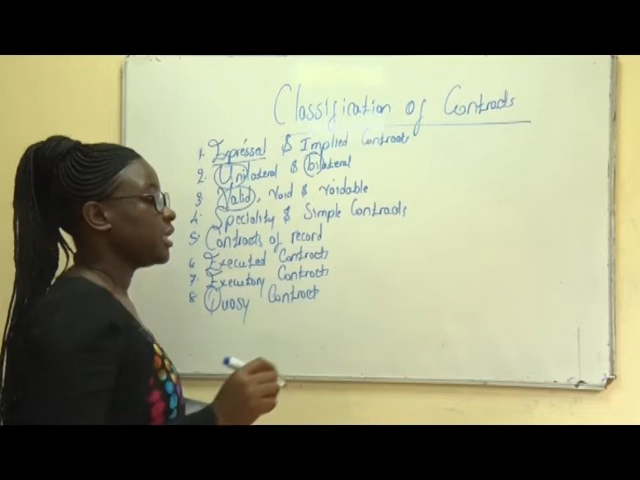 Classification of Contracts
1. Expressed & Implied Contract
2. Unilateral & Bilateral
3 Valid, Void & Voidable
4. Speciality & Simple Contracts
5. Contracts of record
6 Executed Contracts
7. Executory Contracts
8. Quasy Contract